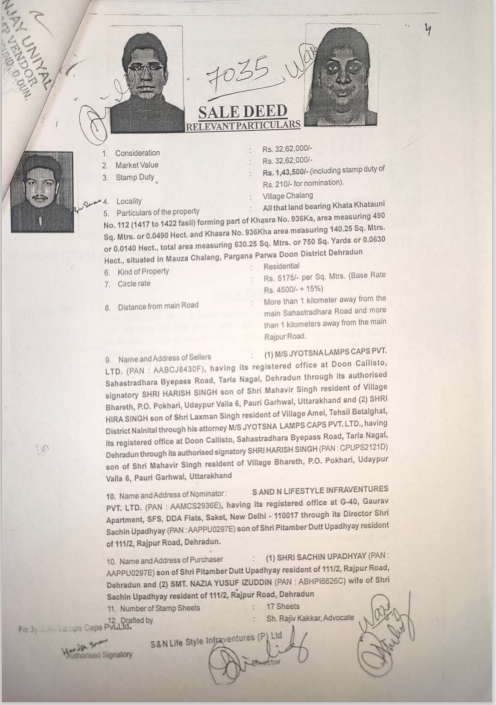 NJAY UNIYAL
VENDOR
D.DUN.
4
7035
SALE DEED
RELEVANT PARTICULARS
1. Consideration : Rs. 32,62,000/-
2. Market Value : Rs. 32,62,000/-
3. Stamp Duty : Rs. 1,43,500/- (including stamp duty of
Rs. 210/- for nomination).
4. Locality : Village Chalang
5. Particulars of the property : All that land bearing Khata Khatauni
No. 112 (1417 to 1422 fasli) forming part of Khasra No. 936Ka, area measuring 490
Sq. Mtrs. or 0.0490 Hect., and Khasra No. 936Kha area measuring 140.25 Sq. Mtrs.
or 0.0140 Hect., total area measuring 630.25 Sq. Mtrs. or 750 Sq. Yards or 0.0630
Hect., situated in Mauza Chalang, Pargana Parwa Doon District Dehradun
6. Kind of Property : Residential
7. Circle rate : Rs. 5175/- per Sq. Mtrs. (Base Rate
Rs. 4500/- + 15%)
8. Distance from main Road : More than 1 kilometer away from the
main Sahastradhara Road and more
than 1 kilometers away from the main
Rajpur Road.
9. Name and Address of Sellers : (1) M/S JYOTSNA LAMPS CAPS PVT.
LTD. (PAN : AABCJ8430F), having its registered office at Doon Callisto,
Sahastradhara Byepass Road, Tarla Nagal, Dehradun through its authorised
signatory SHRI HARISH SINGH son of Shri Mahavir Singh resident of Village
Bhareth, P.O. Pokhari, Udaypur Valla 6, Pauri Garhwal, Uttarakhand and (2) SHRI
HIRA SINGH son of Shri Laxman Singh resident of Village Amel, Tehsil Betalghat,
District Nainital through his attorney M/S JYOTSNA LAMPS CAPS PVT. LTD., having
its registered office at Doon Callisto, Sahastradhara Byepass Road, Tarla Nagal,
Dehradun through its authorised signatory SHRI HARISH SINGH (PAN : CPUPS2121D)
son of Shri Mahavir Singh resident of Village Bhareth, P.O. Pokhari, Udaypur
Valla 6, Pauri Garhwal, Uttarakhand
10. Name and Address of Nominator : S AND N LIFESTYLE INFRAVENTURES
PVT. LTD. (PAN : AAMCS2936E), having its registered office at G-40, Gaurav
Apartment, SFS, DDA Flats, Saket, New Delhi - 110017 through its Director Shri
Sachin Upadhyay (PAN : AAPPU0297E) son of Shri Pitamber Dutt Upadhyay resident
of 111/2, Rajpur Road, Dehradun.
10. Name and Address of Purchaser : (1) SHRI SACHIN UPADHYAY (PAN :
AAPPU0297E) son of Shri Pitamber Dutt Upadhyay resident of 111/2, Rajpur Road,
Dehradun and (2) SMT. NAZIA YUSUF IZUDDIN (PAN : ABHPI6626C) wife of Shri
Sachin Upadhyay resident of 111/2, Rajpur Road, Dehradun
11. Number of Stamp Sheets : 17 Sheets
12. Drafted by : Sh. Rajiv Kakkar, Advocate
Lamps Caps Pvt.Ltd.
Authorised Signatory
S&N Life Style Infraventures (P) Ltd
Director